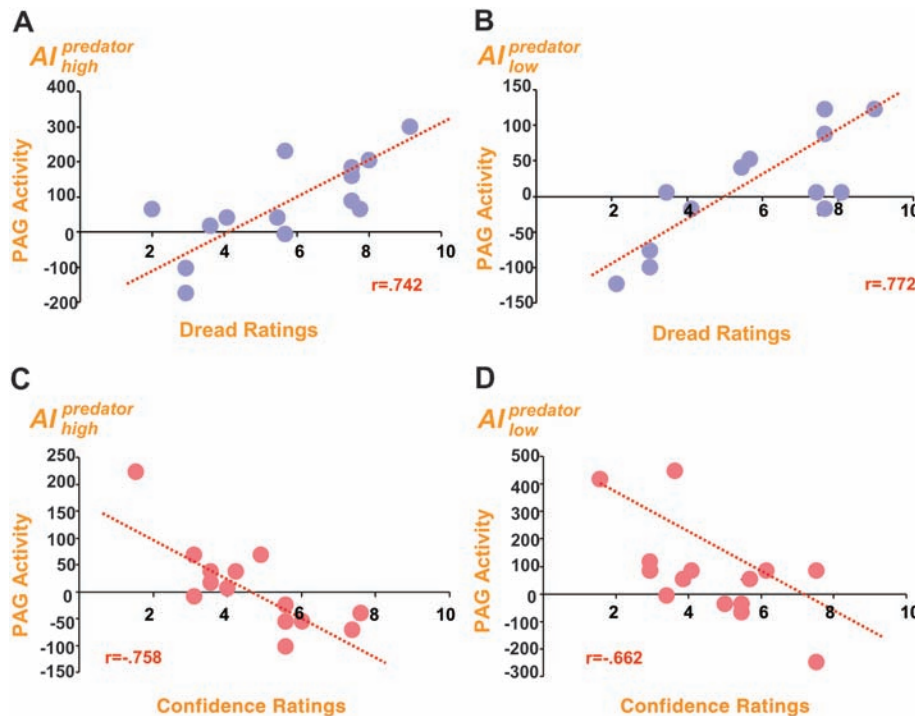 A
AI predator high
PAG Activity
400
300
200
100
0
-100
-200
2 4 6 8 10
r=.742
Dread Ratings
B
AI predator low
PAG Activity
150
100
50
0
-50
-100
-150
2 4 6 8 10
r=.772
Dread Ratings
C
AI predator high
PAG Activity
250
200
150
100
50
0
-50
-100
-150
2 4 6 8 10
r=-.758
Confidence Ratings
D
AI predator low
PAG Activity
500
400
300
200
100
0
-100
-200
-300
2 4 6 8 10
r=-.662
Confidence Ratings